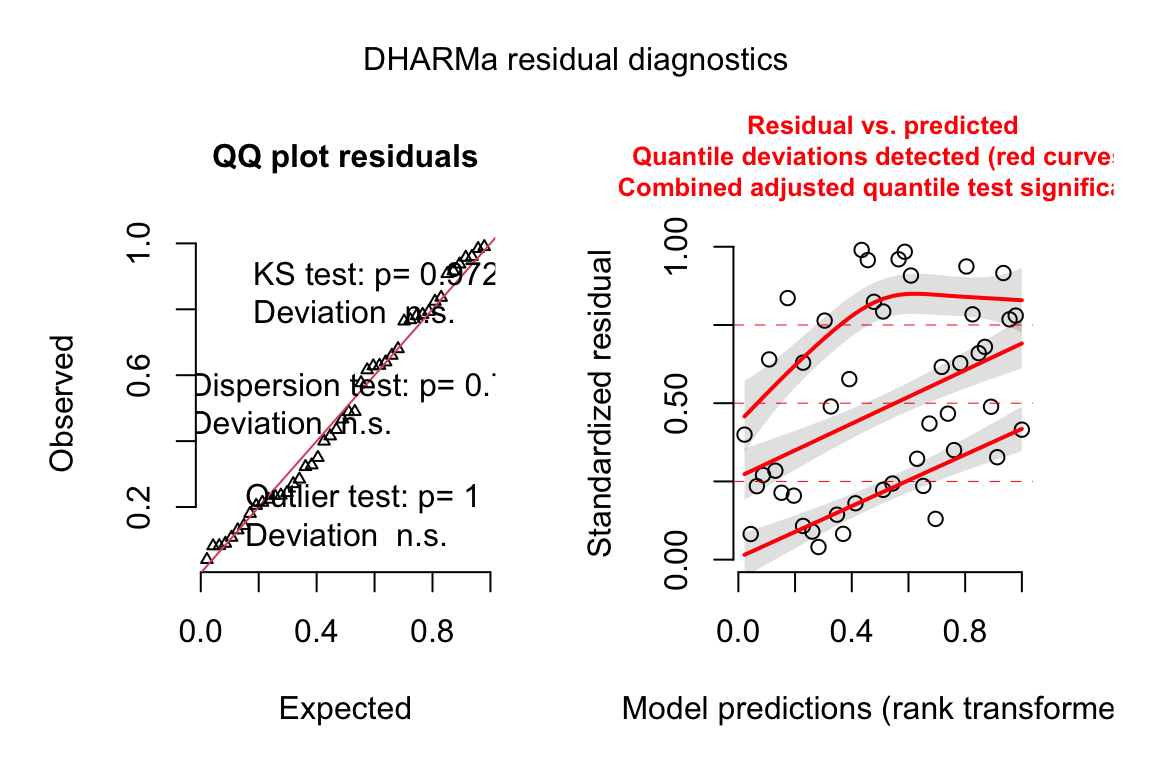 DHARMa residual diagnostics
QQ plot residuals
KS test: p= 0.972
Deviation n.s.
Dispersion test: p= 0.
Deviation n.s.
Outlier test: p= 1
Deviation n.s.
Observed
0.2
0.6
1.0
0.0
0.4
0.8
Expected
Residual vs. predicted
Quantile deviations detected (red curves
Combined adjusted quantile test significa
Standardized residual
0.00
0.50
1.00
0.0
0.4
0.8
Model predictions (rank transforme